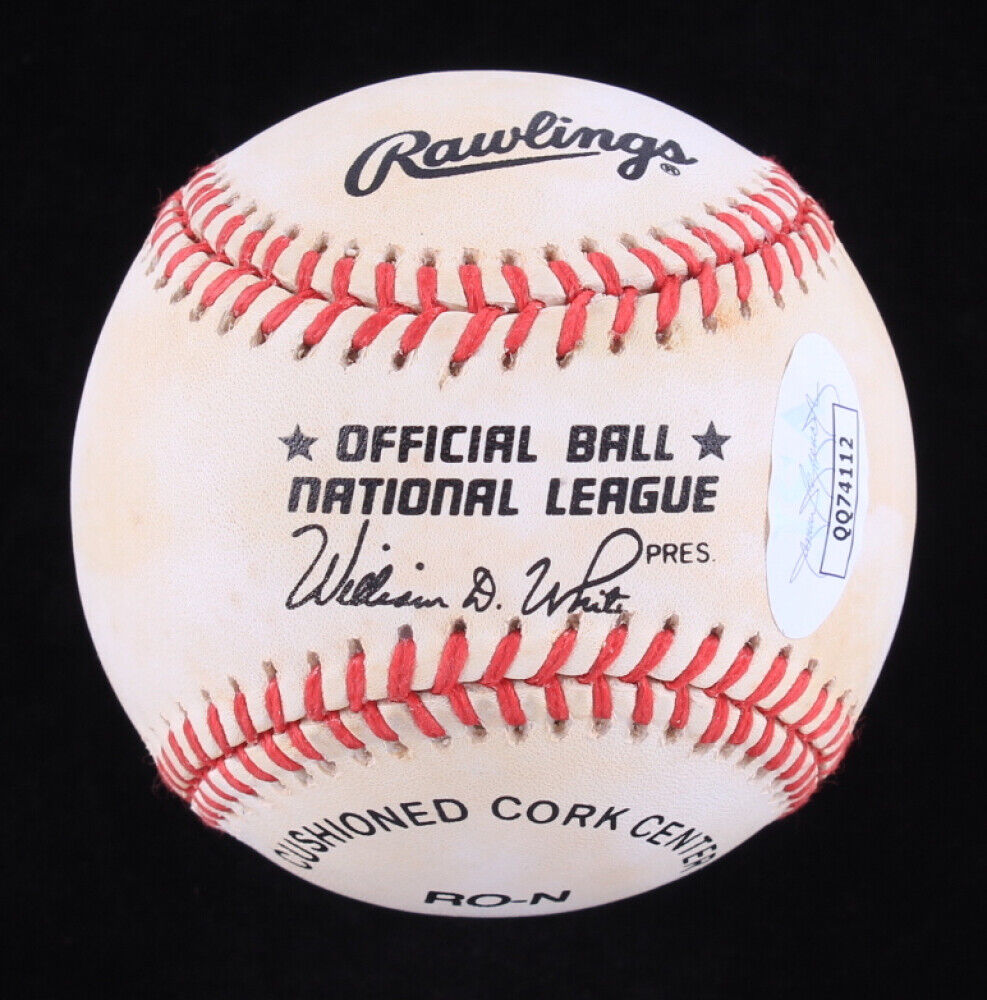 Rawlings®
★ OFFICIAL BALL ★
NATIONAL LEAGUE
William D. White PRES.
CUSHIONED CORK CENTER
RO-N
QQ74112